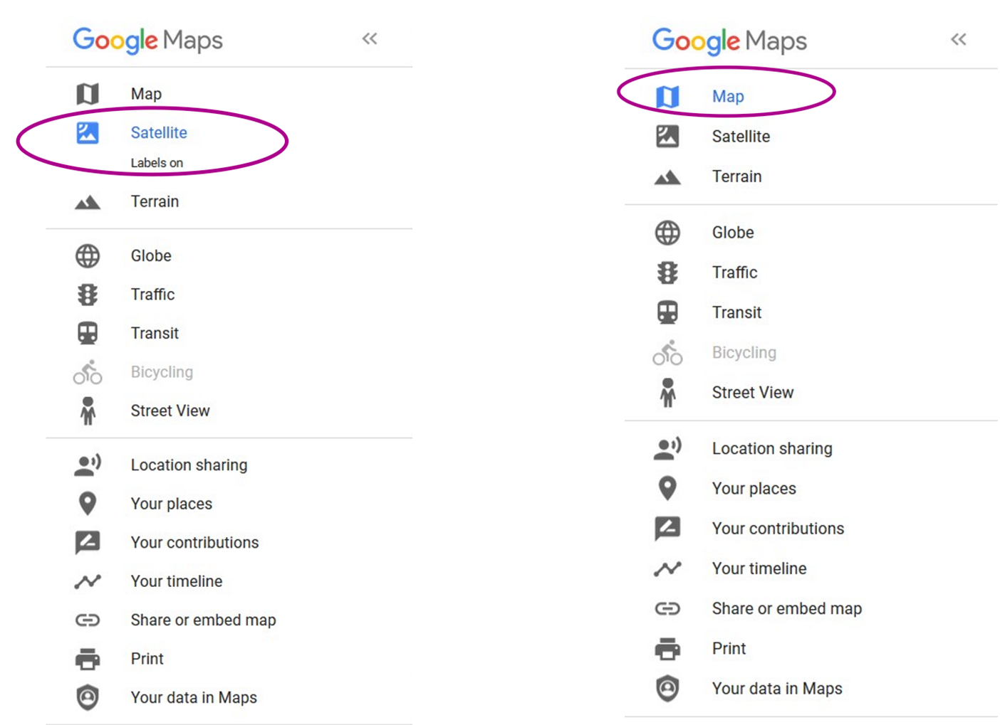 Google Maps
Map
Satellite
Labels on
Terrain
Globe
Traffic
Transit
Bicycling
Street View
Location sharing
Your places
Your contributions
Your timeline
Share or embed map
Print
Your data in Maps
Google Maps
Map
Satellite
Terrain
Globe
Traffic
Transit
Bicycling
Street View
Location sharing
Your places
Your contributions
Your timeline
Share or embed map
Print
Your data in Maps